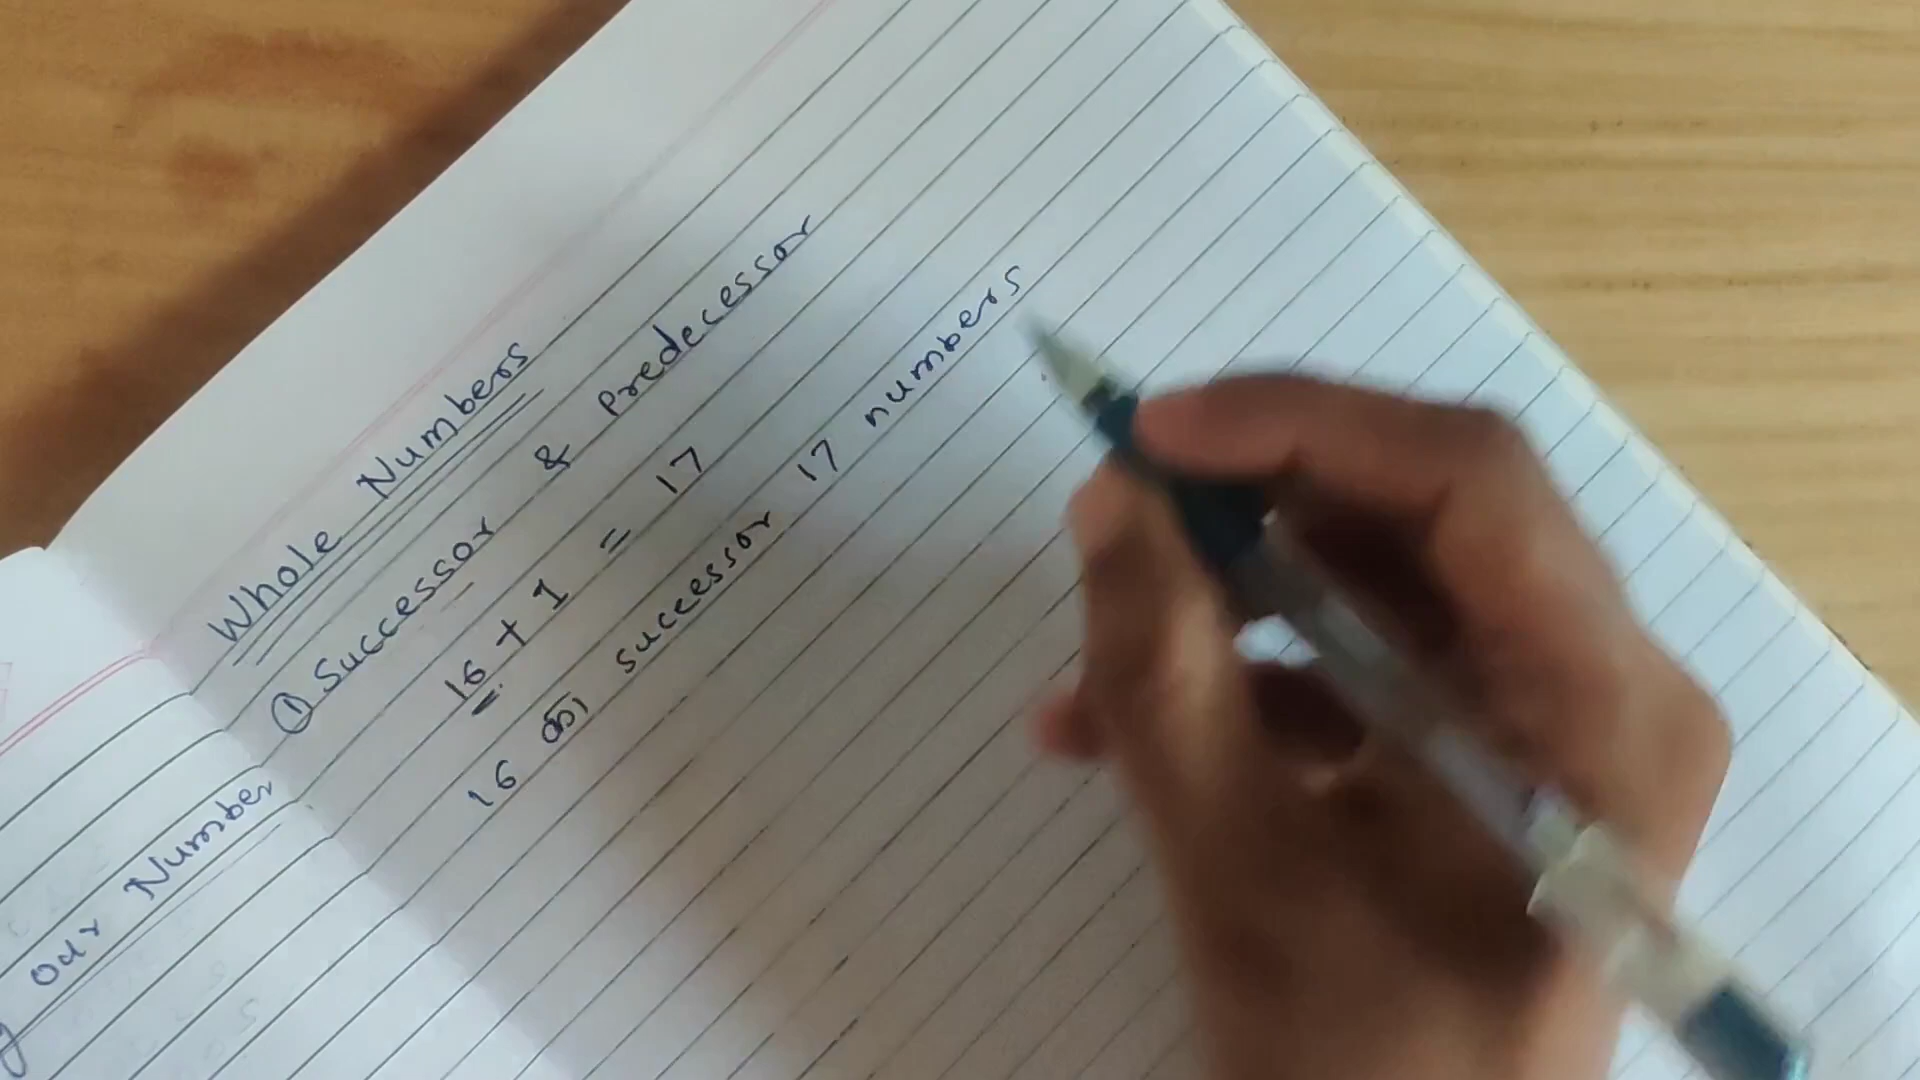 Whole Numbers
① Successor & Predecessor
16 + 1 = 17
16 का successor 17 numbers
our Number